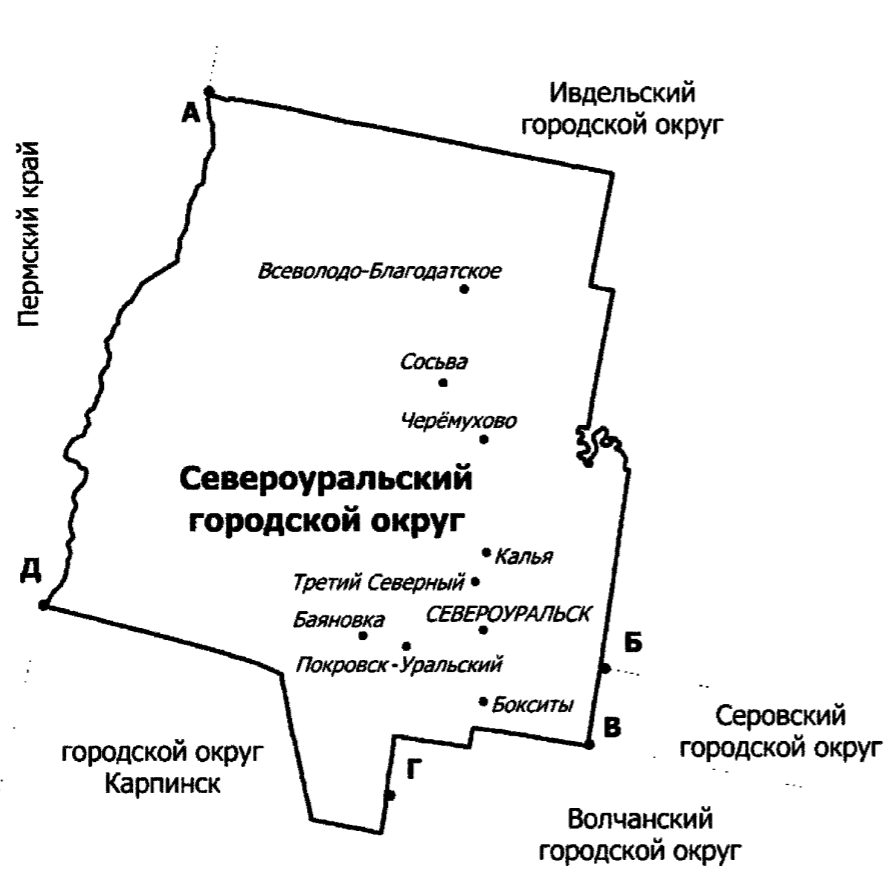 Ивдельский
городской округ
А
Пермский край
Всеволодо-Благодатское
Сосьва
Черёмухово
Североуральский
городской округ
Калья
Д
Третий Северный
Баяновка
СЕВЕРОУРАЛЬСК
Б
Покровск-Уральский
Бокситы
В
Серовский
городской округ
городской округ
Карпинск
Г
Волчанский
городской округ